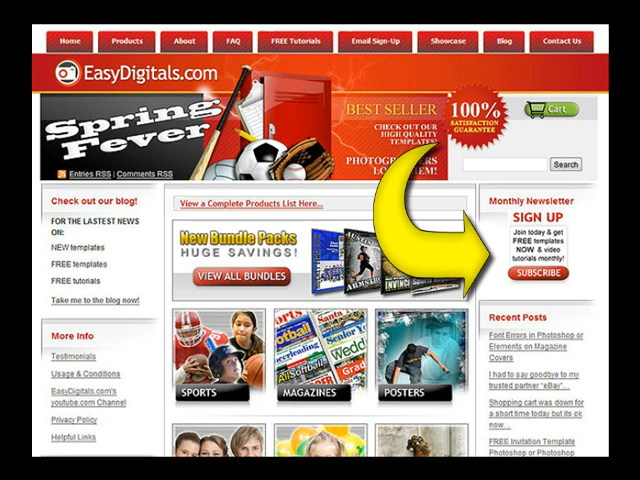 Home
Products
About
FAQ
FREE Tutorials
Email Sign-Up
Showcase
Blog
Contact Us
EasyDigitals.com
Spring
Fever
Entries RSS | Comments RSS
BEST SELLER
CHECK OUT OUR
HIGH QUALITY
TEMPLATES!
100%
SATISFACTION
GUARANTEE
Cart
Search
Check out our blog!
FOR THE LASTEST NEWS
ON:
NEW templates
FREE templates
FREE tutorials
Take me to the blog now!
More Info
Testimonials
Usage & Conditions
EasyDigitals.com's
youtube.com Channel
Privacy Policy
Helpful Links
View a Complete Products List Here...
New Bundle Packs
HUGE SAVINGS!
VIEW ALL BUNDLES
SPORTS
MAGAZINES
POSTERS
Monthly Newsletter
SIGN UP
Join today & get
FREE templates
NOW & video
tutorials monthly!
SUBSCRIBE
Recent Posts
Font Errors in Photoshop or
Elements on Magazine
Covers
I had to say goodbye to my
trusted partner “eBay”...
Shopping cart was down for
a short time today but its ok
now...
FREE Invitation Template
Photoshop or Photoshop